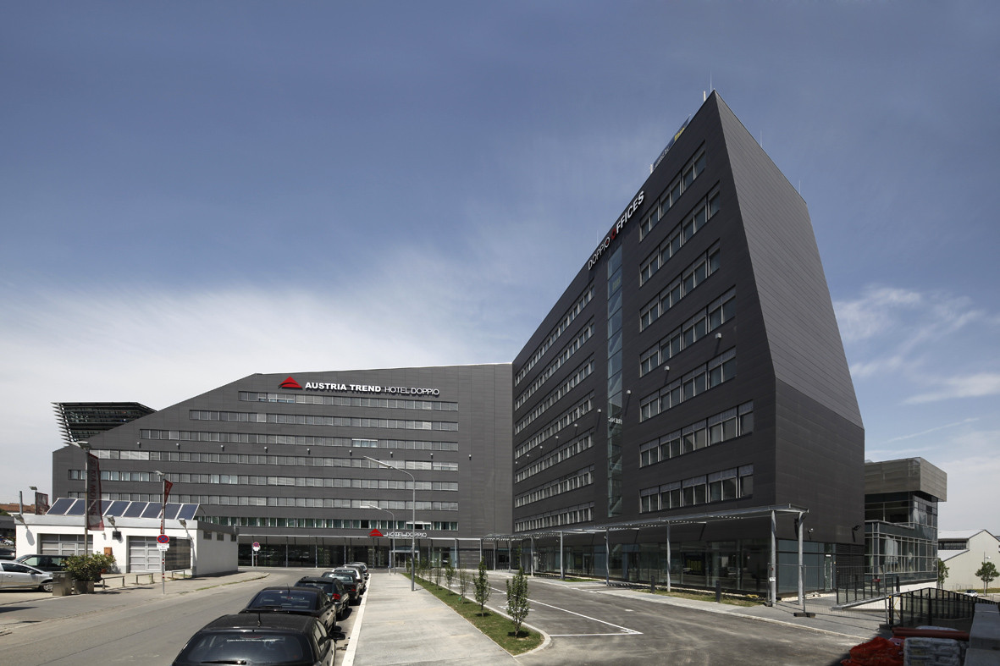 DOPPIO OFFICES
AUSTRIA TREND HOTEL DOPPIO
HOTEL DOPPIO